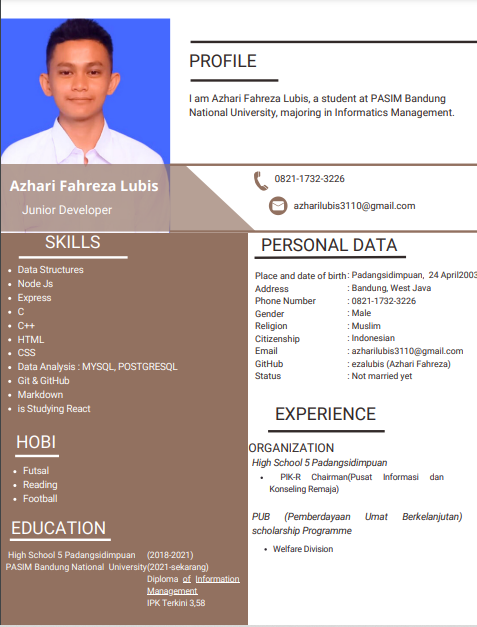 PROFILE
I am Azhari Fahreza Lubis, a student at PASIM Bandung
National University, majoring in Informatics Management.
Azhari Fahreza Lubis
Junior Developer
0821-1732-3226
azharilubis3110@gmail.com
SKILLS
• Data Structures
• Node Js
• Express
• C
• C++
• HTML
• CSS
• Data Analysis : MYSQL, POSTGRESQL
• Git & GitHub
• Markdown
• is Studying React
HOBI
• Futsal
• Reading
• Football
EDUCATION
High School 5 Padangsidimpuan (2018-2021)
PASIM Bandung National University(2021-sekarang)
Diploma of Information
Management
IPK Terkini 3,58
PERSONAL DATA
Place and date of birth : Padangsidimpuan, 24 April2003
Address : Bandung, West Java
Phone Number : 0821-1732-3226
Gender : Male
Religion : Muslim
Citizenship : Indonesian
Email : azharilubis3110@gmail.com
GitHub : ezalubis (Azhari Fahreza)
Status : Not married yet
EXPERIENCE
ORGANIZATION
High School 5 Padangsidimpuan
• PIK-R Chairman(Pusat Informasi dan
Konseling Remaja)
PUB (Pemberdayaan Umat Berkelanjutan)
scholarship Programme
• Welfare Division